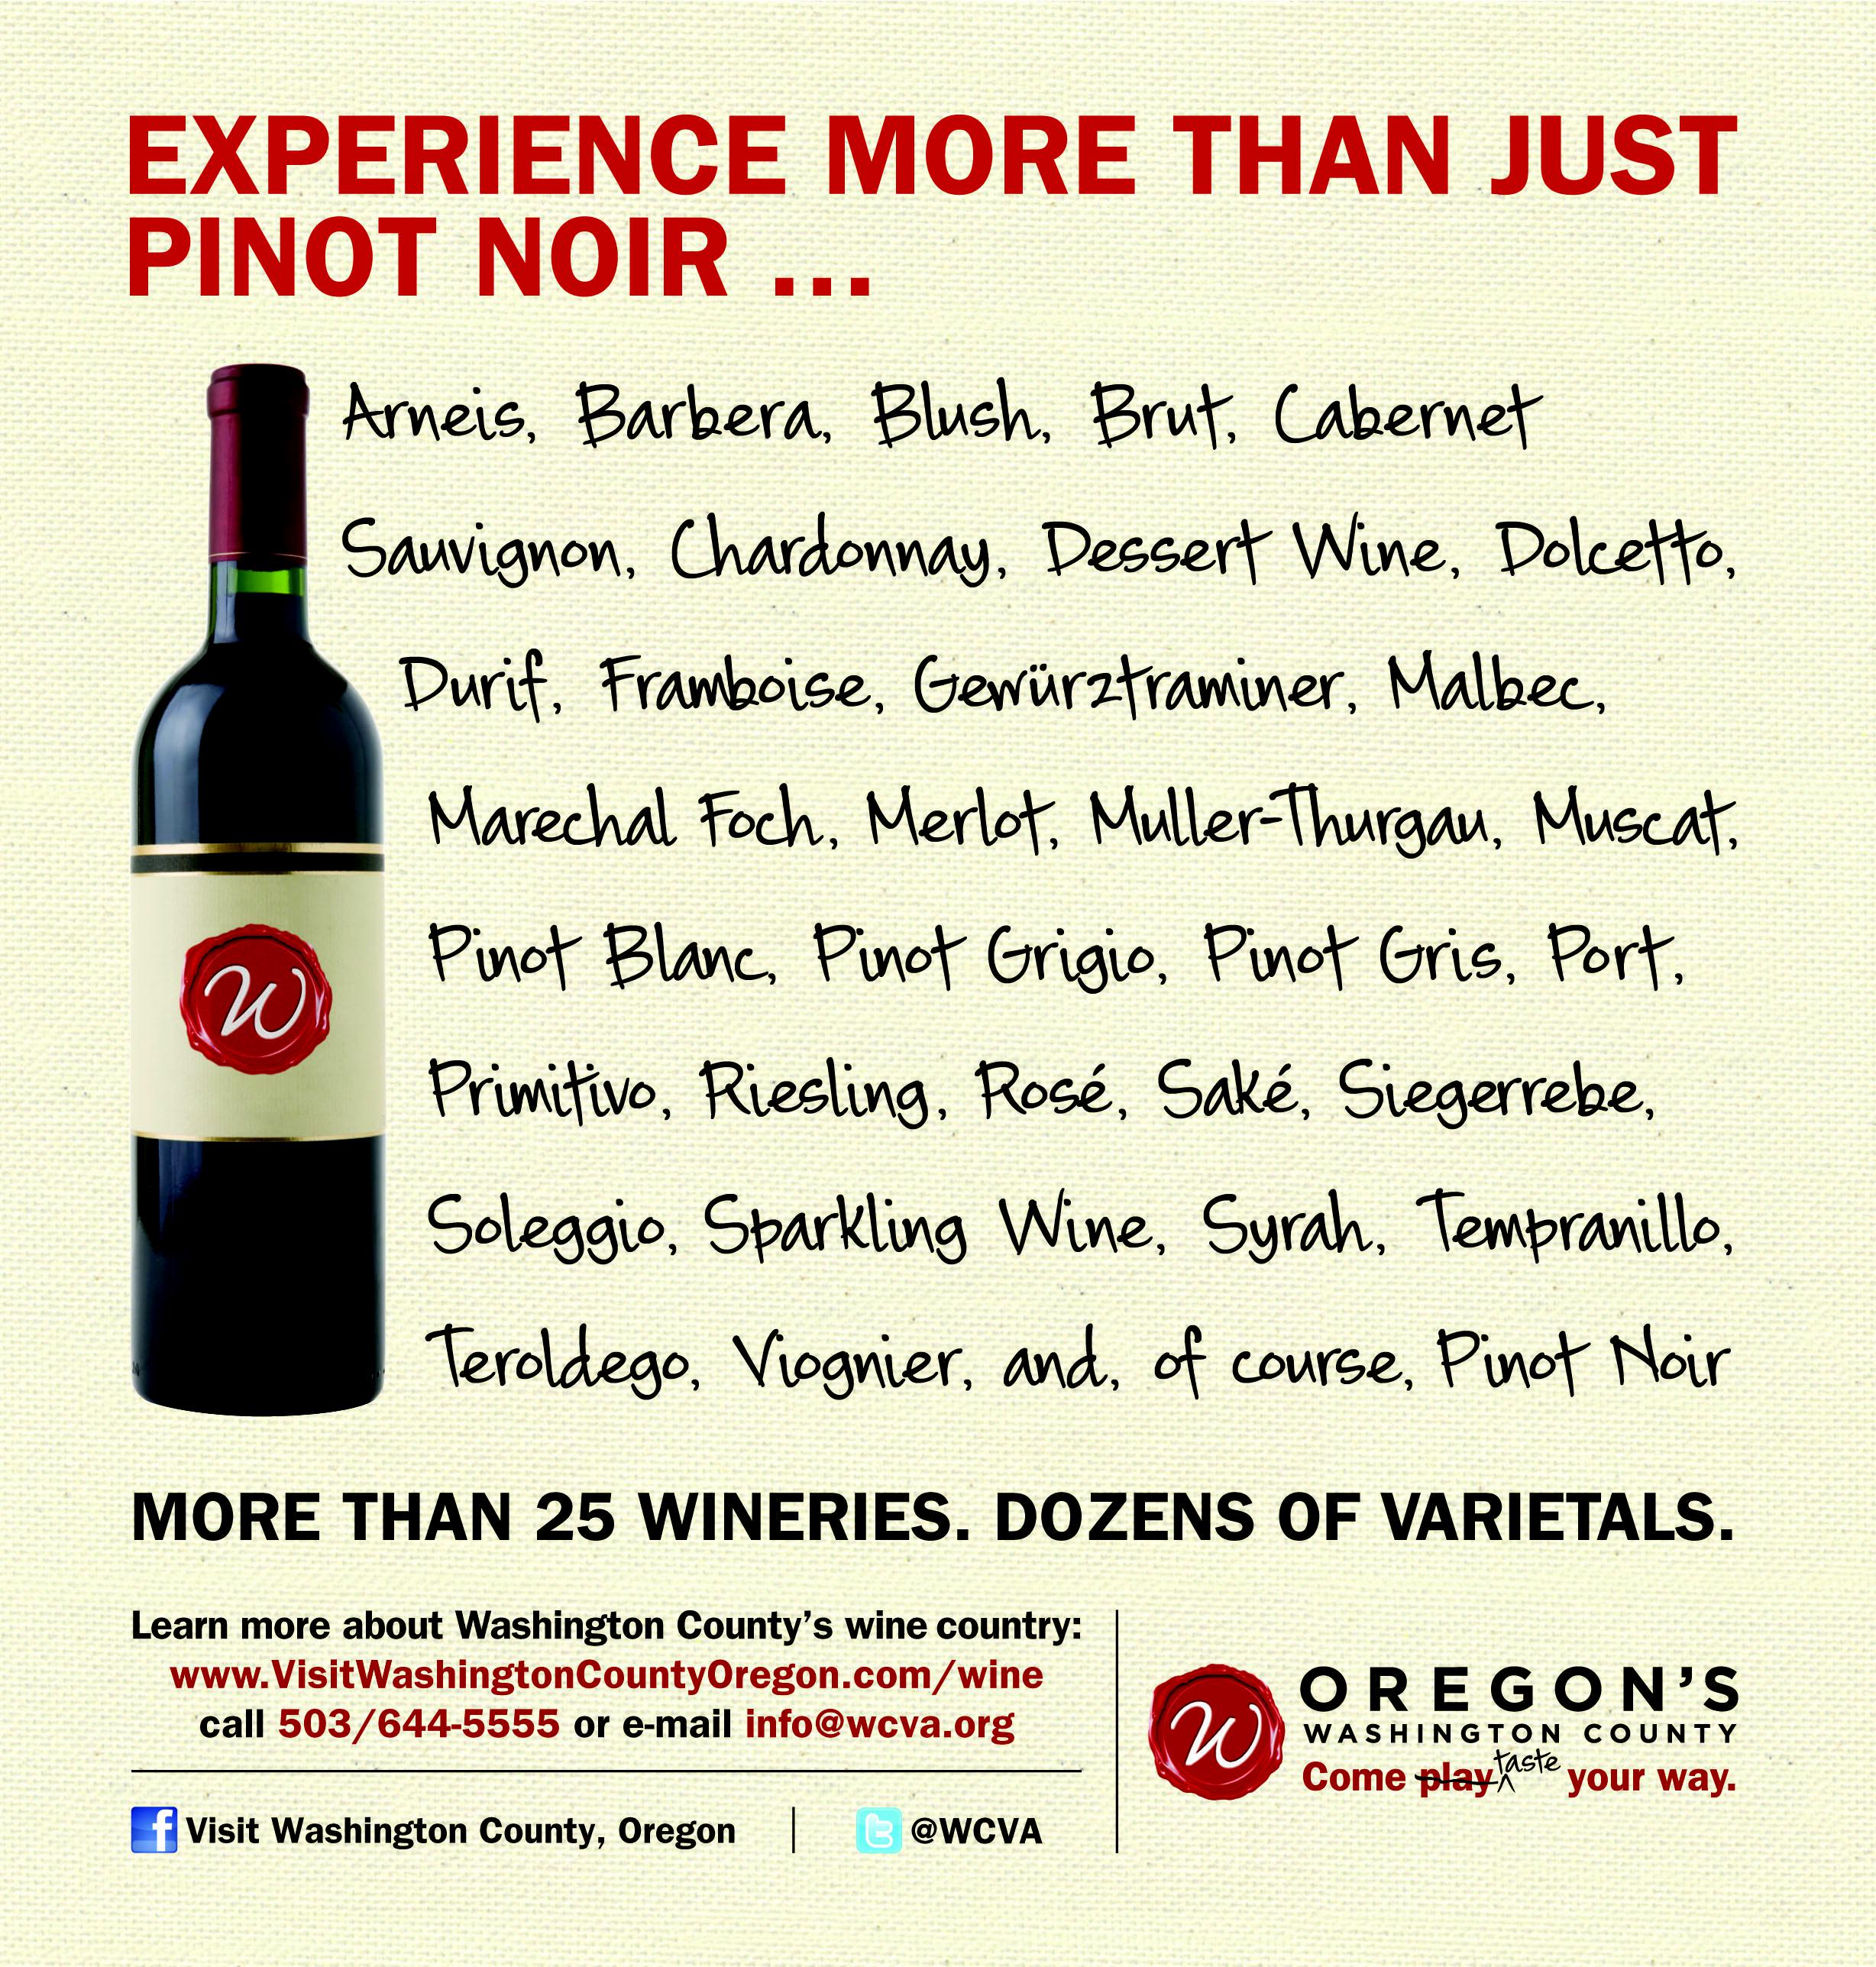 EXPERIENCE MORE THAN JUST
PINOT NOIR ...
Arneis, Barbera, Blush, Brut, Cabernet
Sauvignon, Chardonnay, Dessert Wine, Dolcetto,
Durif, Framboise, Gewürztraminer, Malbec,
Marechal Foch, Merlot, Muller-Thurgau, Muscat,
Pinot Blanc, Pinot Grigio, Pinot Gris, Port,
Primitivo, Riesling, Rosé, Saké, Siegerrebe,
Soleggio, Sparkling Wine, Syrah, Tempranillo,
Teroldego, Viognier, and, of course, Pinot Noir
W
MORE THAN 25 WINERIES. DOZENS OF VARIETALS.
Learn more about Washington County's wine country:
www.VisitWashingtonCountyOregon.com/wine
call 503/644-5555 or e-mail info@wcva.org
f Visit Washington County, Oregon | t @WCVA
W
OREGON'S
WASHINGTON COUNTY
Come play taste your way.